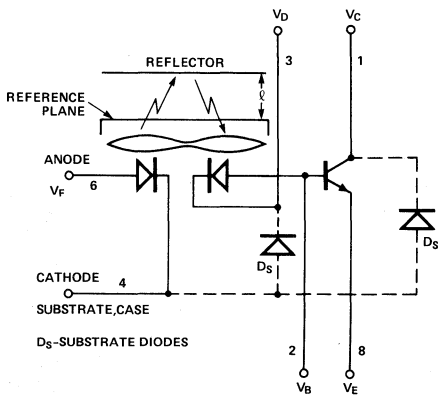 V_D
V_C
3
1
REFLECTOR
ℓ
REFERENCE
PLANE
ANODE
V_F
6
D_S
D_S
CATHODE
4
SUBSTRATE,CASE
D_S-SUBSTRATE DIODES
2
8
V_B
V_E